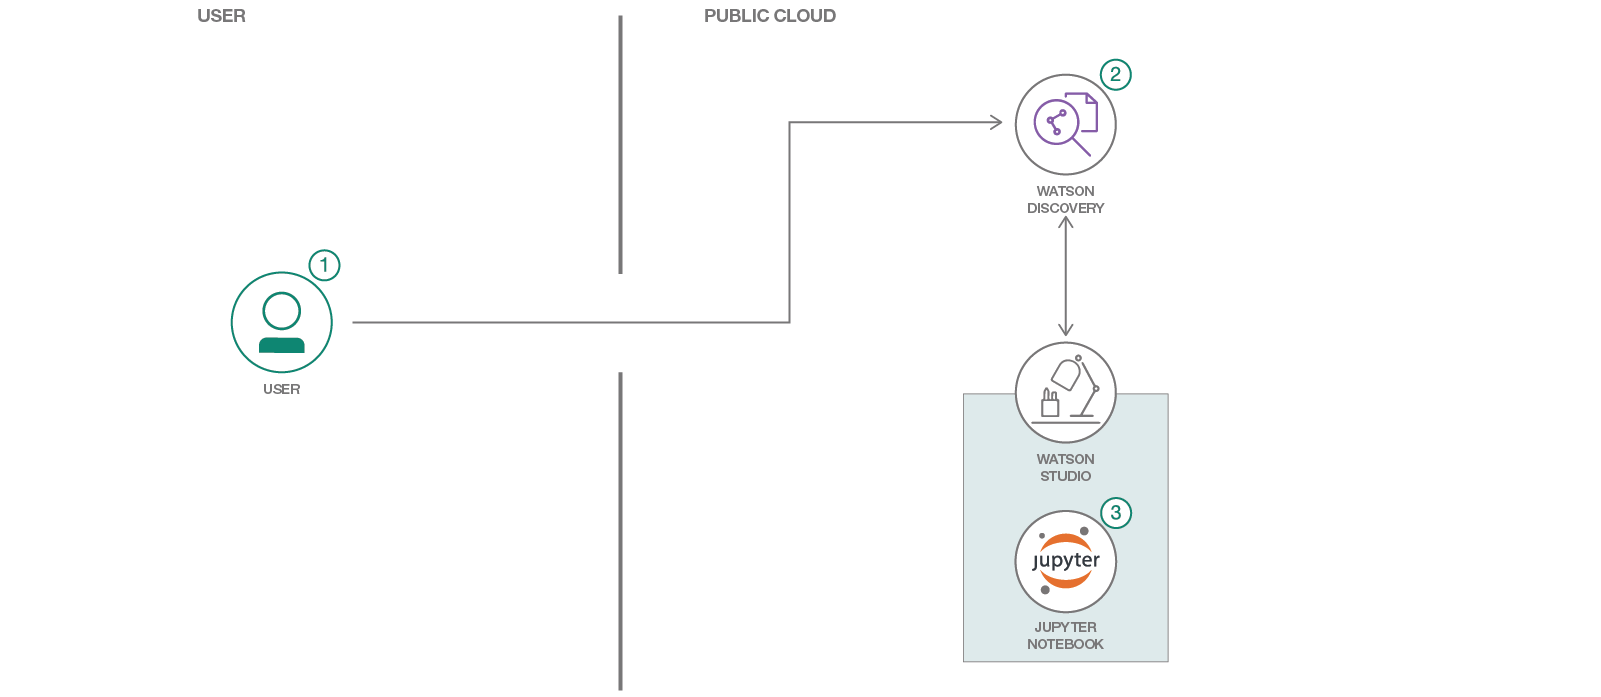 USER
PUBLIC CLOUD
2
WATSON
DISCOVERY
1
USER
WATSON
STUDIO
3
jupyter
JUPYTER
NOTEBOOK